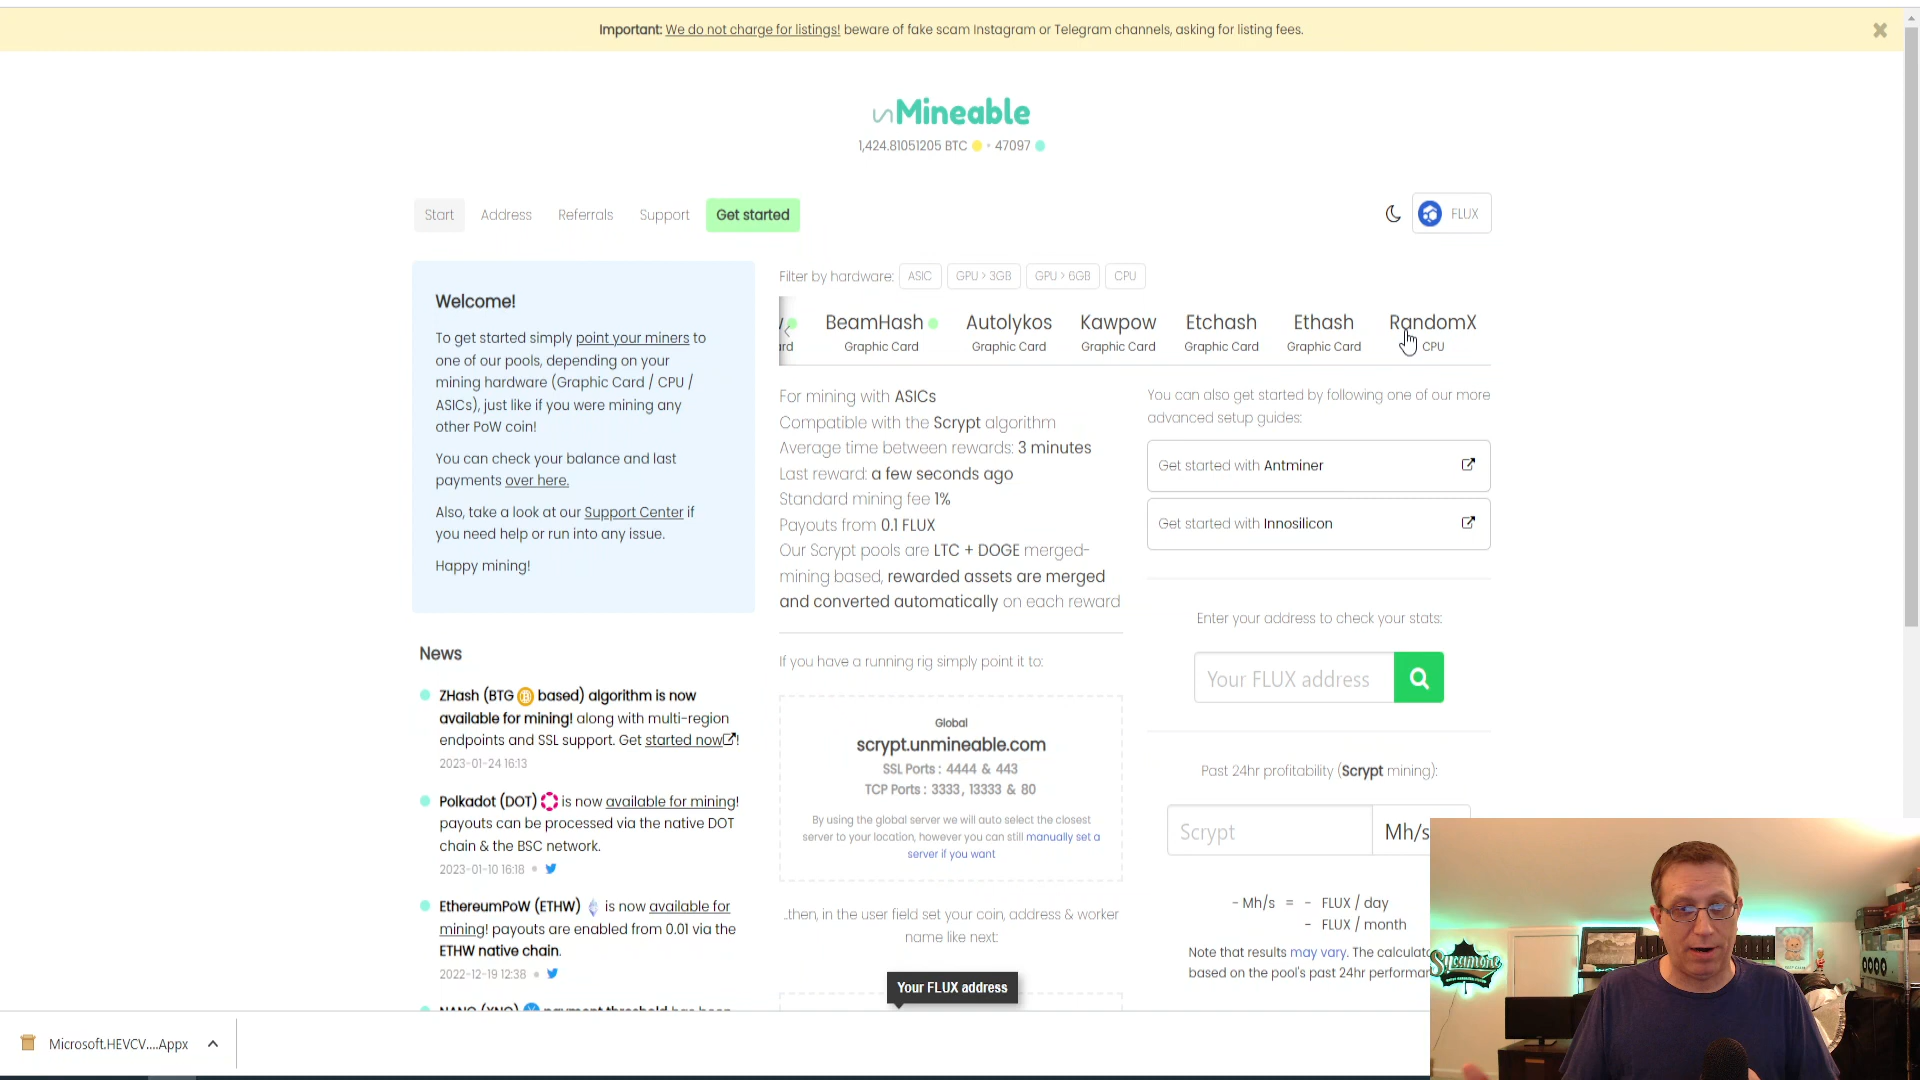 Important: We do not charge for listings! beware of fake scam Instagram or Telegram channels, asking for listing fees.
unMineable
1,424.81051205 BTC • 47097
Start Address Referrals Support Get started
FLUX
Welcome!
To get started simply point your miners to
one of our pools, depending on your
mining hardware (Graphic Card / CPU /
ASICs), just like if you were mining any
other PoW coin!
You can check your balance and last
payments over here.
Also, take a look at our Support Center if
you need help or run into any issue.
Happy mining!
News
ZHash (BTG based) algorithm is now
available for mining! along with multi-region
endpoints and SSL support. Get started now!
2023-01-24 16:13
Polkadot (DOT) is now available for mining!
payouts can be processed via the native DOT
chain & the BSC network.
2023-01-10 16:18 •
EthereumPoW (ETHW) is now available for
mining! payouts are enabled from 0.01 via the
ETHW native chain.
2022-12-19 12:38 •
NANO (XNO) payment threshold has been
Filter by hardware: ASIC GPU > 3GB GPU > 6GB CPU
BeamHash Autolykos Kawpow Etchash Ethash RandomX
Graphic Card Graphic Card Graphic Card Graphic Card Graphic Card CPU
For mining with ASICs
Compatible with the Scrypt algorithm
Average time between rewards: 3 minutes
Last reward: a few seconds ago
Standard mining fee 1%
Payouts from 0.1 FLUX
Our Scrypt pools are LTC + DOGE merged-
mining based, rewarded assets are merged
and converted automatically on each reward
If you have a running rig simply point it to:
Global
scrypt.unmineable.com
SSL Ports : 4444 & 443
TCP Ports : 3333, 13333 & 80
By using the global server we will auto select the closest
server to your location, however you can still manually set a
server if you want
..then, in the user field set your coin, address & worker
name like next:
Your FLUX address
You can also get started by following one of our more
advanced setup guides:
Get started with Antminer
Get started with Innosilicon
Enter your address to check your stats:
Your FLUX address
Past 24hr profitability (Scrypt mining):
Scrypt Mh/s
- Mh/s = - FLUX / day
- FLUX / month
Note that results may vary. The calculato
based on the pool's past 24hr performan
Sycamore
Microsoft.HEVCV....Appx